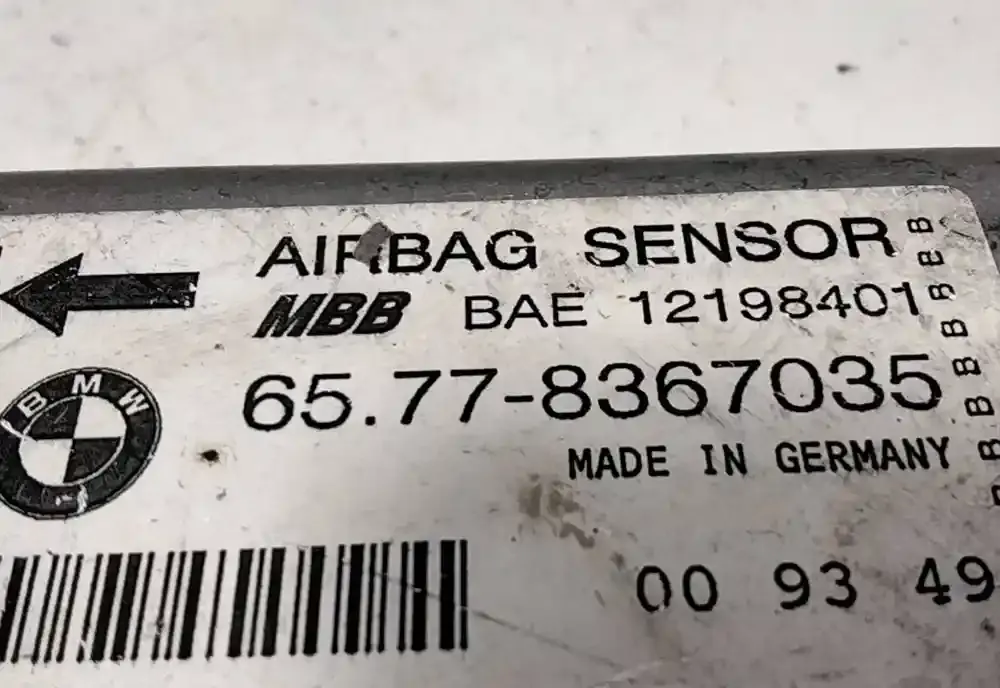 AIRBAG SENSOR
MBB BAE 12198401
65.77-8367035
BMW
MADE IN GERMANY
00 93 49
B B B B B B B B B